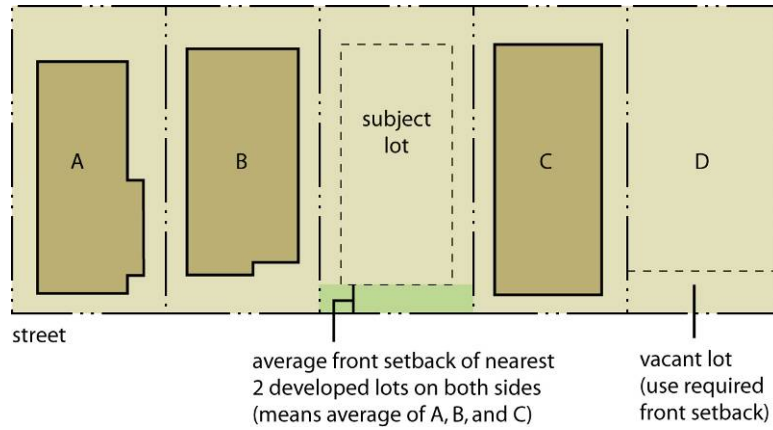 A
B
subject
lot
C
D
street
average front setback of nearest
2 developed lots on both sides
(means average of A, B, and C)
vacant lot
(use required
front setback)